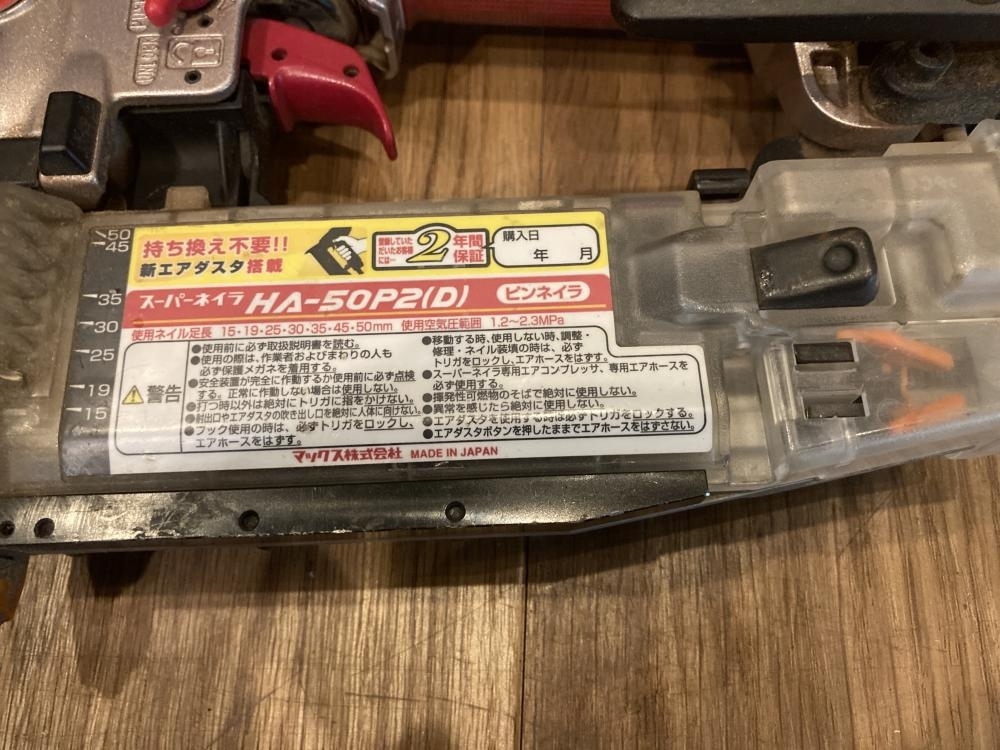 持ち換え不要!!
新エアダスタ搭載
登録していただいたお客様には…
2年間保証
購入日
年 月
スーパーネイラ HA-50P2(D) ピンネイラ
使用ネイル足長 15・19・25・30・35・45・50mm 使用空気圧範囲 1.2~2.3MPa
警告
●使用前に必ず取扱説明書を読む。
●使用の際は、作業者およびまわりの人も
必ず保護メガネを着用する。
●安全装置が完全に作動するか使用前に必ず点検
する。正常に作動しない場合は使用しない。
●打つ時以外は絶対にトリガに指をかけない。
●射出口やエアダスタの吹き出し口を絶対に人体に向けない。
●フック使用の時は、必ずトリガをロックし、
エアホースをはずす。
●移動する時、使用しない時、調整・
修理・ネイル装填の時は、必ず
トリガをロックし、エアホースをはずす。
●スーパーネイラ専用エアコンプレッサ、専用エアホースを
必ず使用する。
●揮発性可燃物のそばで絶対に使用しない。
●異常を感じたら絶対に使用しない。
●エアダスタを使用する時は必ずトリガをロックする。
●エアダスタボタンを押したままでエアホースをはずさない。
マックス株式会社 MADE IN JAPAN
50
45
35
30
25
19
15